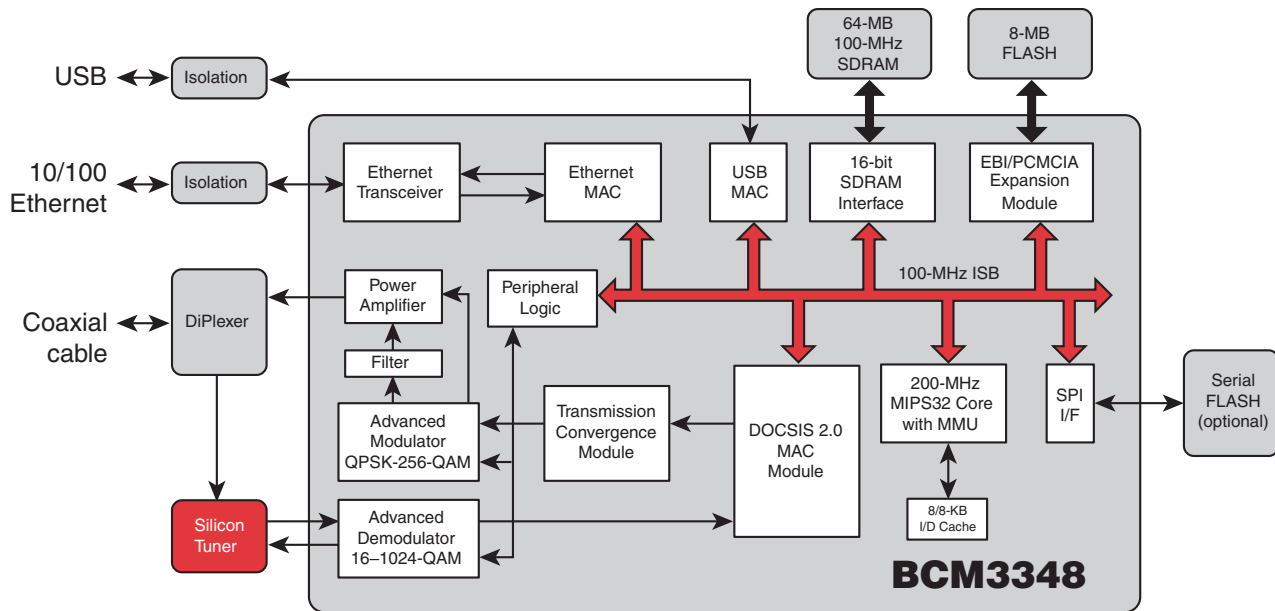 64-MB
100-MHz
SDRAM
8-MB
FLASH
USB
Isolation
10/100
Ethernet
Isolation
Ethernet
Transceiver
Ethernet
MAC
USB
MAC
16-bit
SDRAM
Interface
EBI/PCMCIA
Expansion
Module
100-MHz ISB
Coaxial
cable
DiPlexer
Power
Amplifier
Peripheral
Logic
Filter
Advanced
Modulator
QPSK-256-QAM
Transmission
Convergence
Module
DOCSIS 2.0
MAC
Module
200-MHz
MIPS32 Core
with MMU
SPI
I/F
Serial
FLASH
(optional)
Silicon
Tuner
Advanced
Demodulator
16–1024-QAM
8/8-KB
I/D Cache
BCM3348